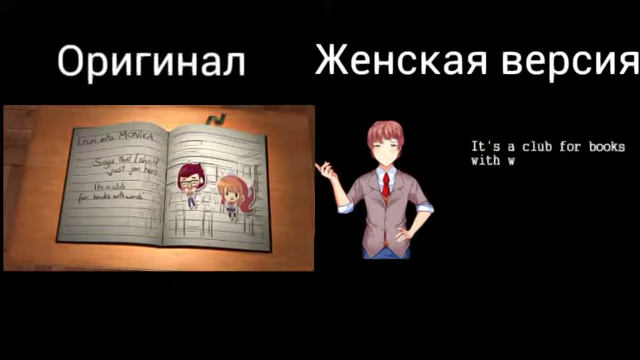 Оригинал
Женская версия
I run into MONIKA
Says that I should
just join hers
It's a club
for books with words
It's a club for books
with w